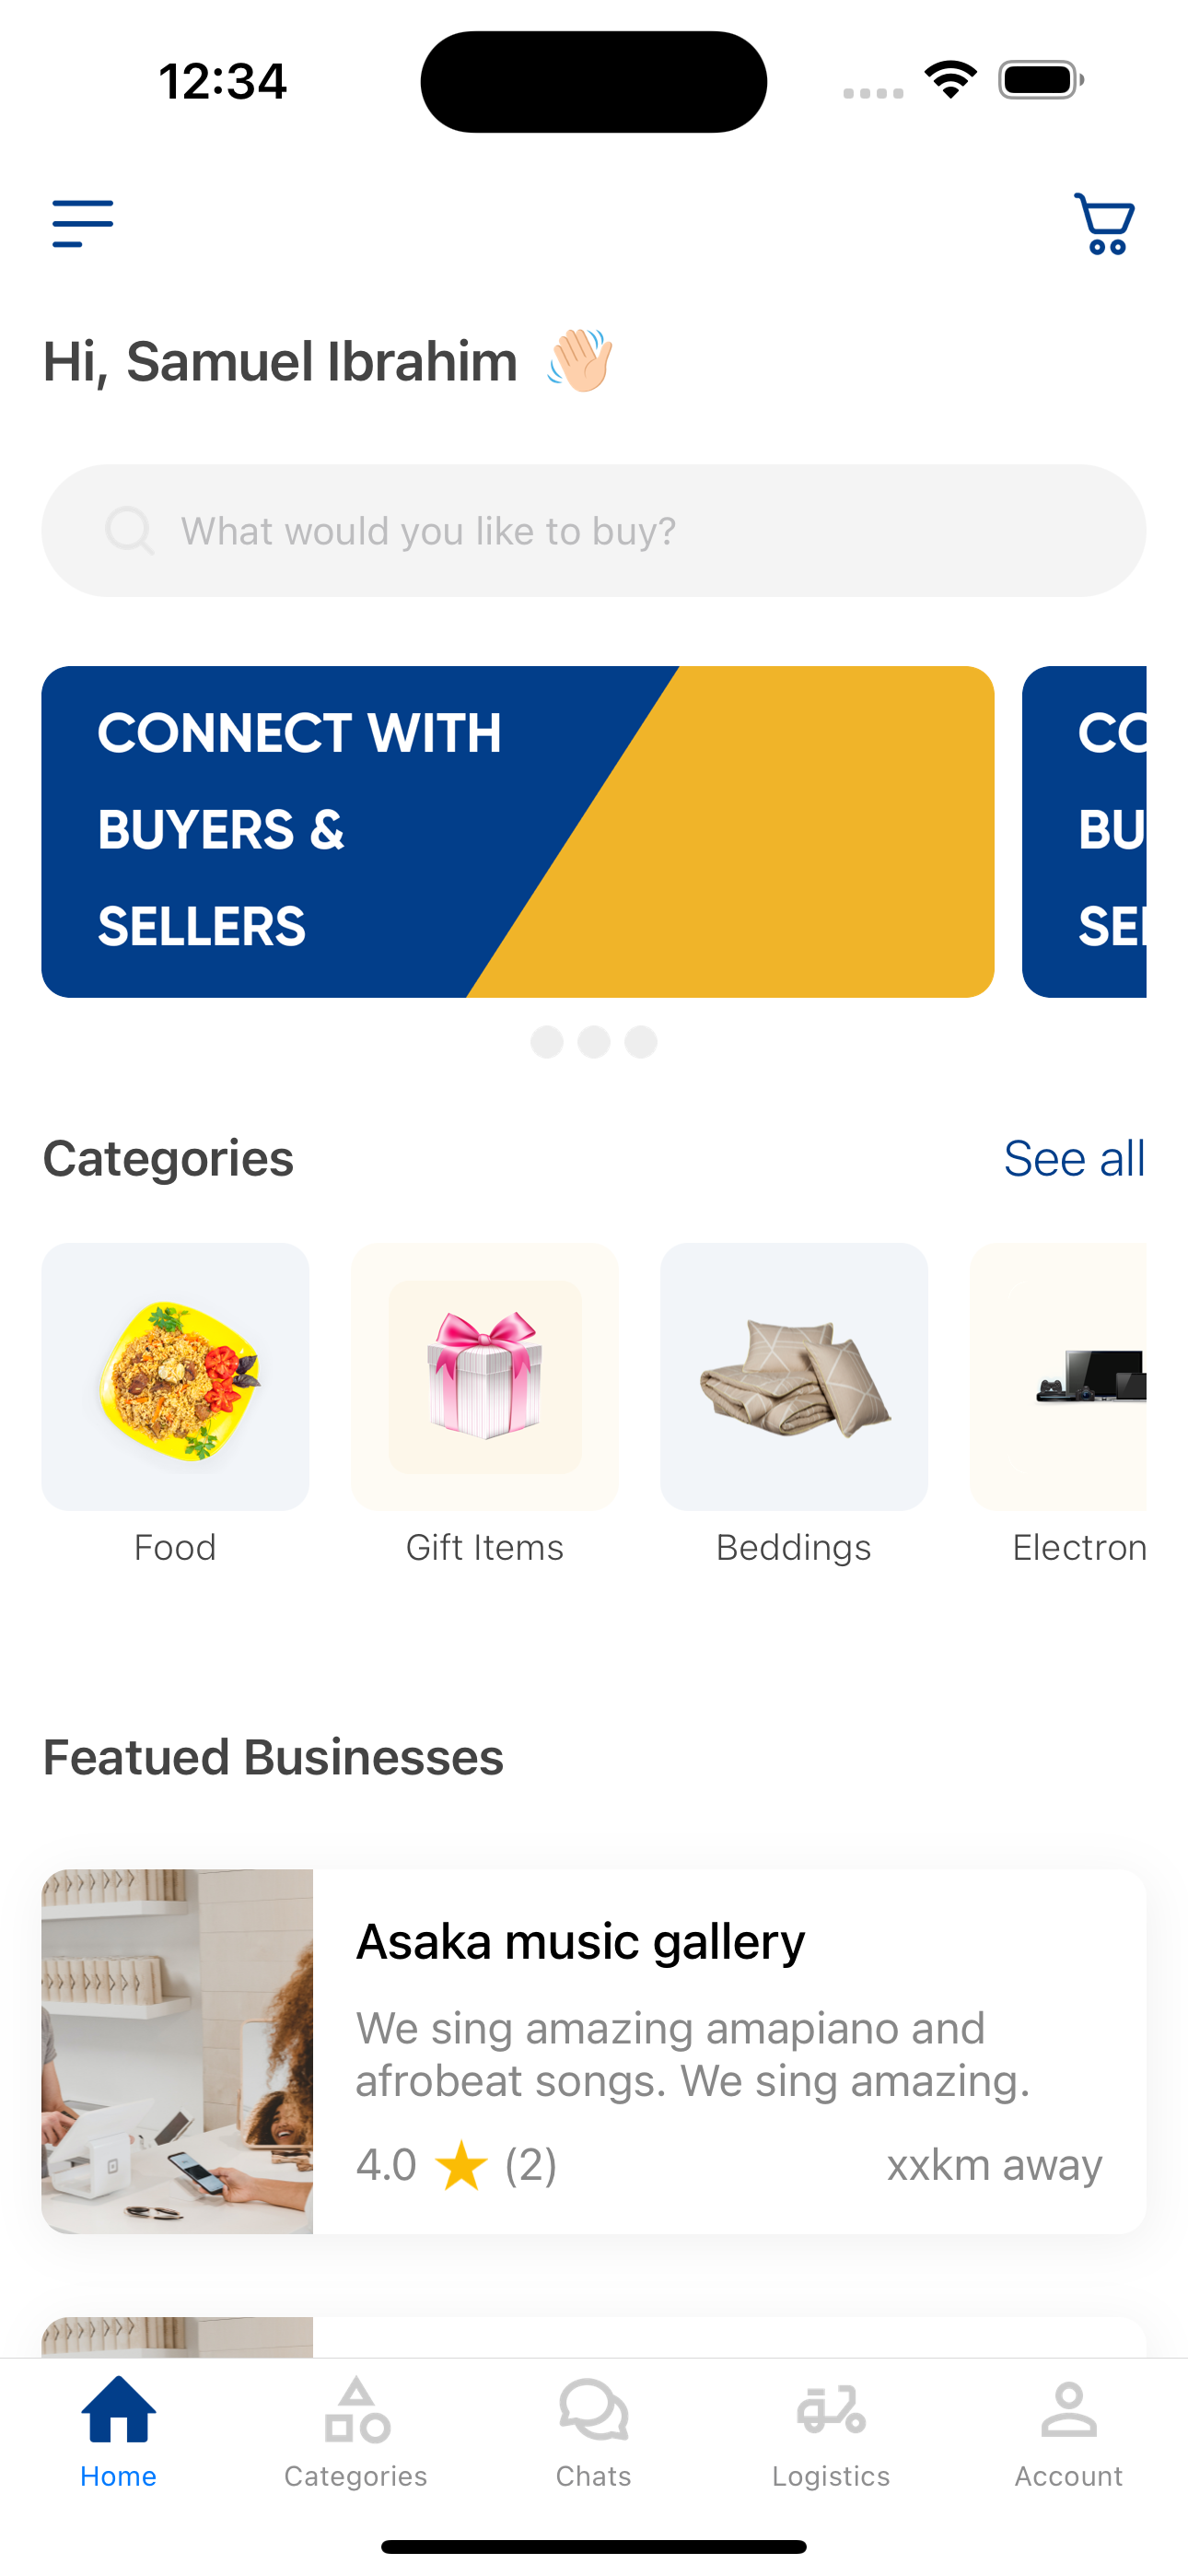 12:34
Hi, Samuel Ibrahim 👋🏻
What would you like to buy?
CONNECT WITH
BUYERS &
SELLERS
CO
BU
SEL
Categories
See all
Food
Gift Items
Beddings
Electron
Featued Businesses
Asaka music gallery
We sing amazing amapiano and
afrobeat songs. We sing amazing.
4.0 ★ (2)
xxkm away
Home
Categories
Chats
Logistics
Account